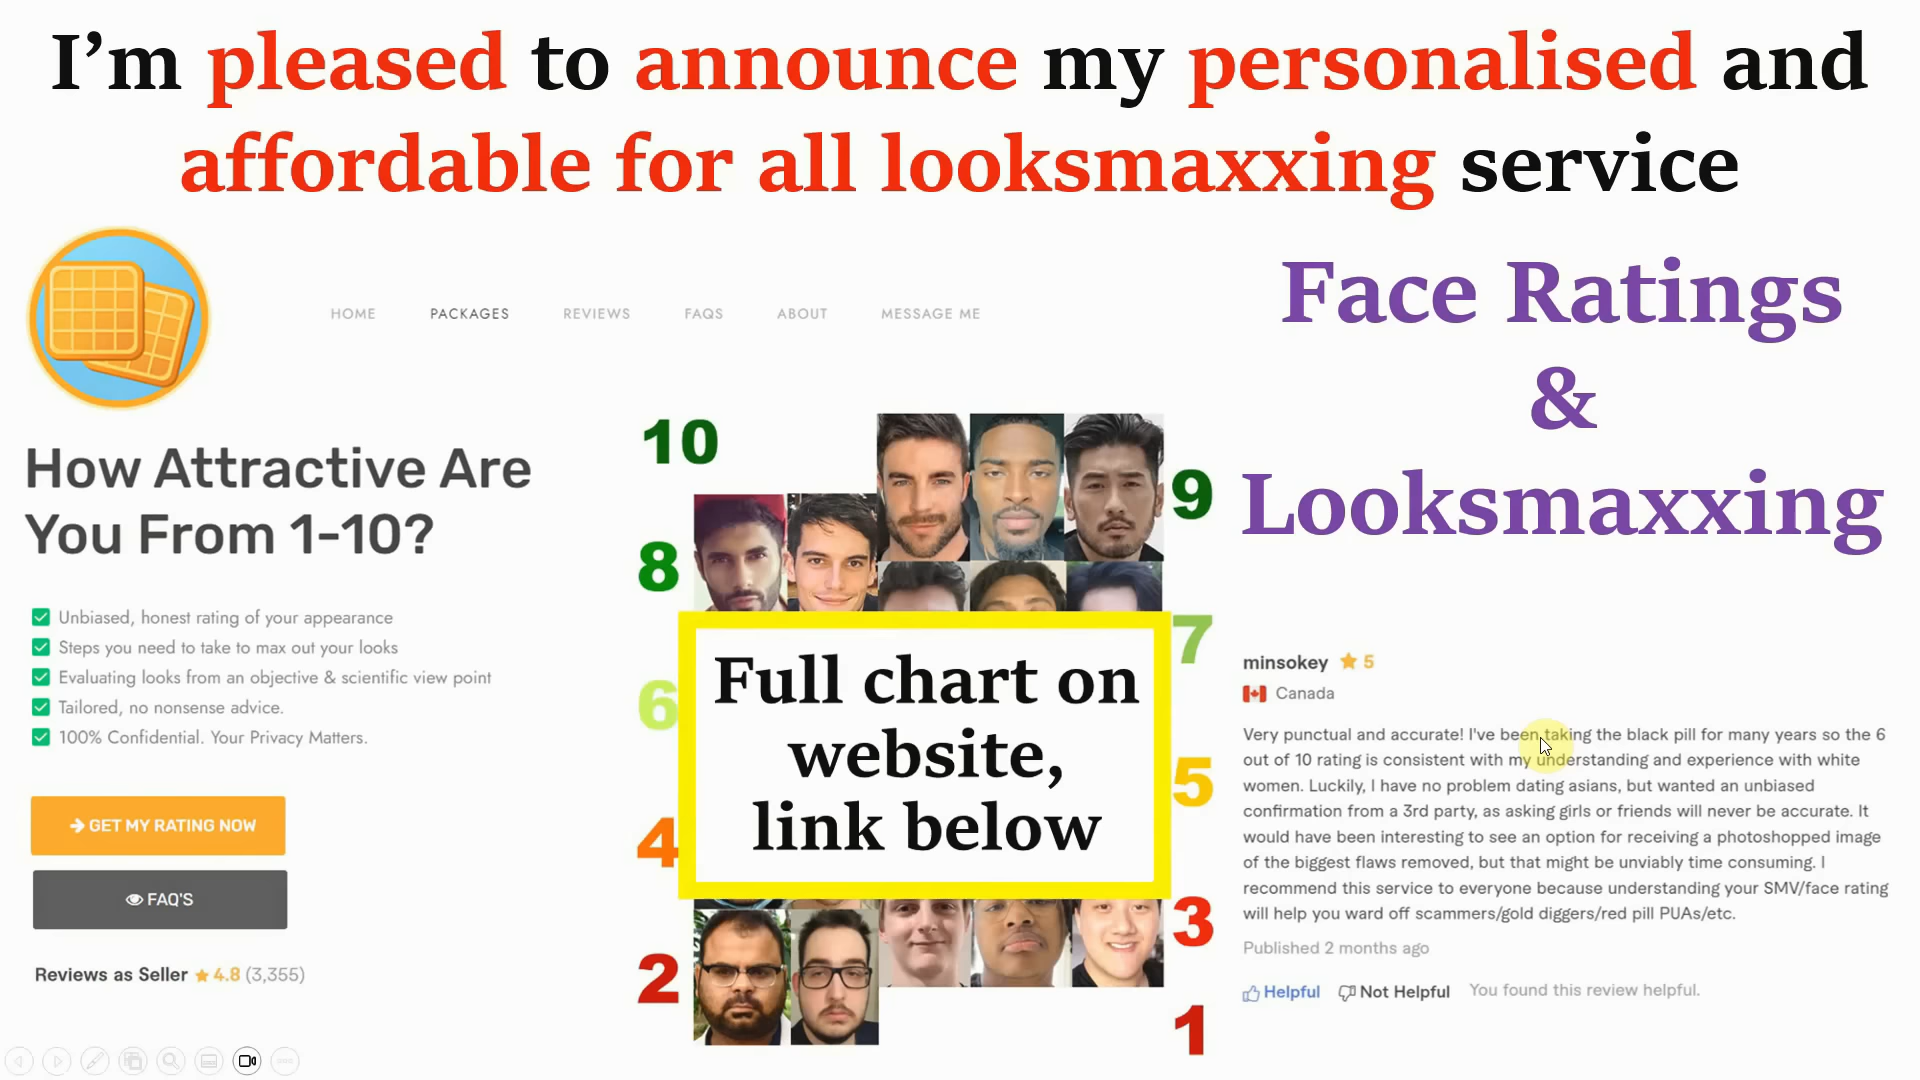 I'm pleased to announce my personalised and
affordable for all looksmaxxing service
HOME PACKAGES REVIEWS FAQS ABOUT MESSAGE ME
Face Ratings
&
Looksmaxxing
How Attractive Are
You From 1-10?
Unbiased, honest rating of your appearance
Steps you need to take to max out your looks
Evaluating looks from an objective & scientific view point
Tailored, no nonsense advice.
100% Confidential. Your Privacy Matters.
GET MY RATING NOW
FAQ'S
Reviews as Seller 4.8 (3,355)
10
9
8
7
6
5
4
3
2
1
Full chart on
website,
link below
minsokey 5
Canada
Very punctual and accurate! I've been taking the black pill for many years so the 6
out of 10 rating is consistent with my understanding and experience with white
women. Luckily, I have no problem dating asians, but wanted an unbiased
confirmation from a 3rd party, as asking girls or friends will never be accurate. It
would have been interesting to see an option for receiving a photoshopped image
of the biggest flaws removed, but that might be unviably time consuming. I
recommend this service to everyone because understanding your SMV/face rating
will help you ward off scammers/gold diggers/red pill PUAs/etc.
Published 2 months ago
Helpful Not Helpful You found this review helpful.